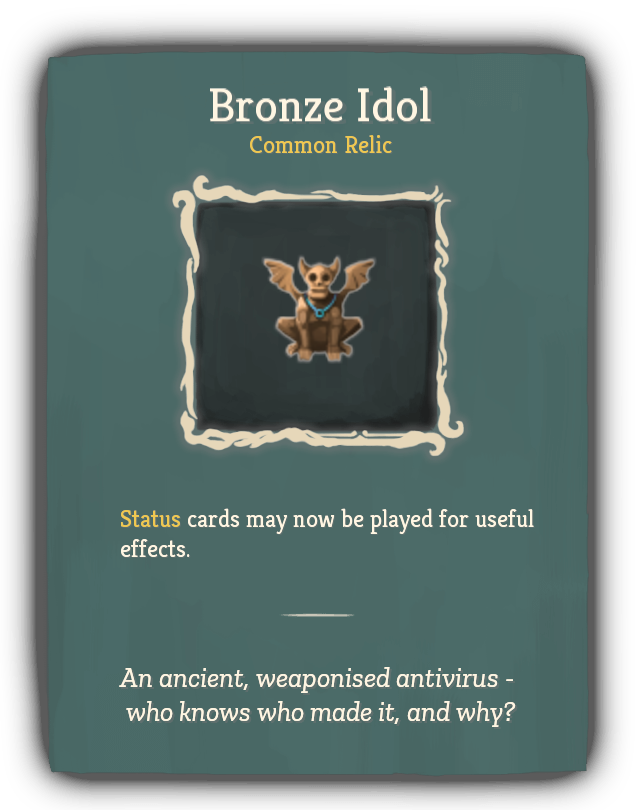 Bronze Idol
Common Relic
Status cards may now be played for useful
effects.
An ancient, weaponised antivirus -
who knows who made it, and why?